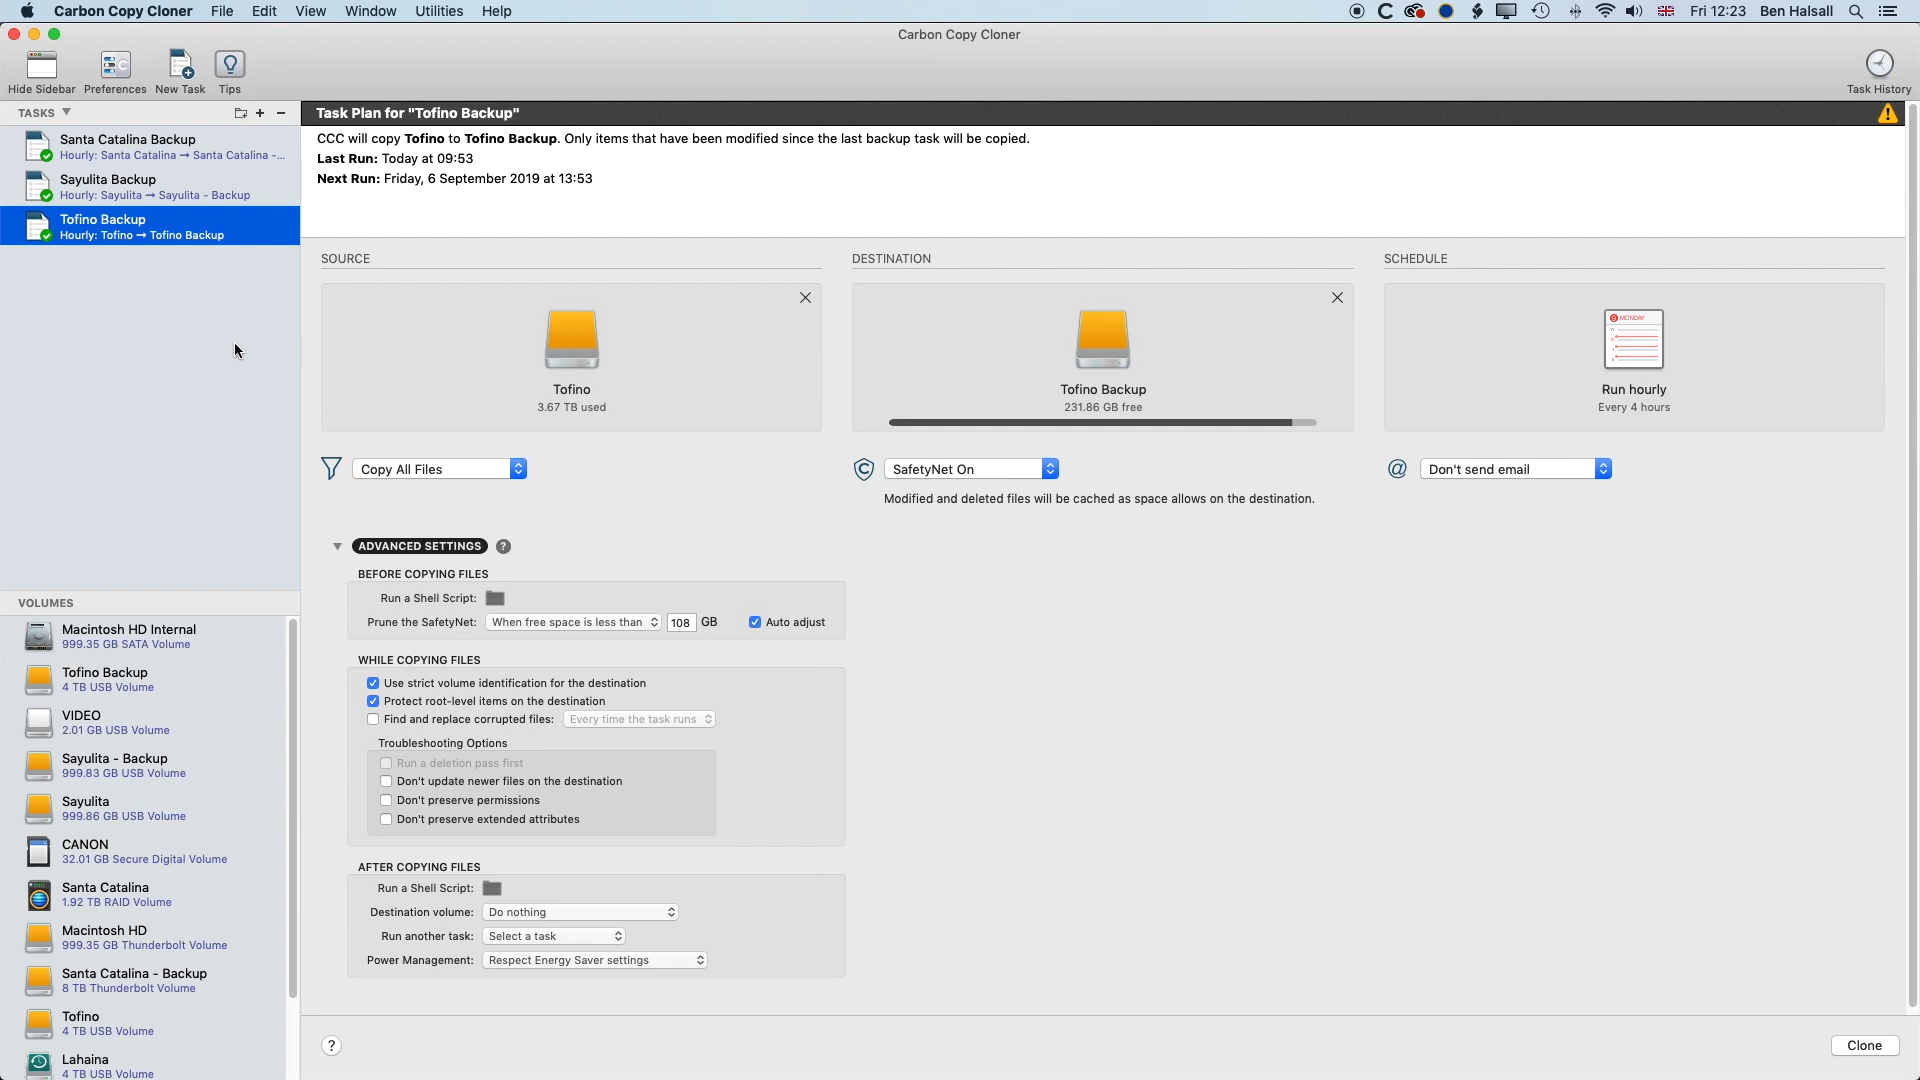 Carbon Copy Cloner File Edit View Window Utilities Help Fri 12:23 Ben Halsall
Carbon Copy Cloner
Hide Sidebar Preferences New Task Tips Task History
TASKS
Santa Catalina Backup
Hourly: Santa Catalina → Santa Catalina -...
Sayulita Backup
Hourly: Sayulita → Sayulita - Backup
Tofino Backup
Hourly: Tofino → Tofino Backup
VOLUMES
Macintosh HD Internal
999.35 GB SATA Volume
Tofino Backup
4 TB USB Volume
VIDEO
2.01 GB USB Volume
Sayulita - Backup
999.83 GB USB Volume
Sayulita
999.86 GB USB Volume
CANON
32.01 GB Secure Digital Volume
Santa Catalina
1.92 TB RAID Volume
Macintosh HD
999.35 GB Thunderbolt Volume
Santa Catalina - Backup
8 TB Thunderbolt Volume
Tofino
4 TB USB Volume
Lahaina
4 TB USB Volume
Task Plan for "Tofino Backup"
CCC will copy Tofino to Tofino Backup. Only items that have been modified since the last backup task will be copied.
Last Run: Today at 09:53
Next Run: Friday, 6 September 2019 at 13:53
SOURCE
Tofino
3.67 TB used
Copy All Files
DESTINATION
Tofino Backup
231.86 GB free
SafetyNet On
Modified and deleted files will be cached as space allows on the destination.
SCHEDULE
MONDAY
Run hourly
Every 4 hours
@ Don't send email
ADVANCED SETTINGS ?
BEFORE COPYING FILES
Run a Shell Script:
Prune the SafetyNet: When free space is less than 108 GB Auto adjust
WHILE COPYING FILES
Use strict volume identification for the destination
Protect root-level items on the destination
Find and replace corrupted files: Every time the task runs
Troubleshooting Options
Run a deletion pass first
Don't update newer files on the destination
Don't preserve permissions
Don't preserve extended attributes
AFTER COPYING FILES
Run a Shell Script:
Destination volume: Do nothing
Run another task: Select a task
Power Management: Respect Energy Saver settings
? Clone